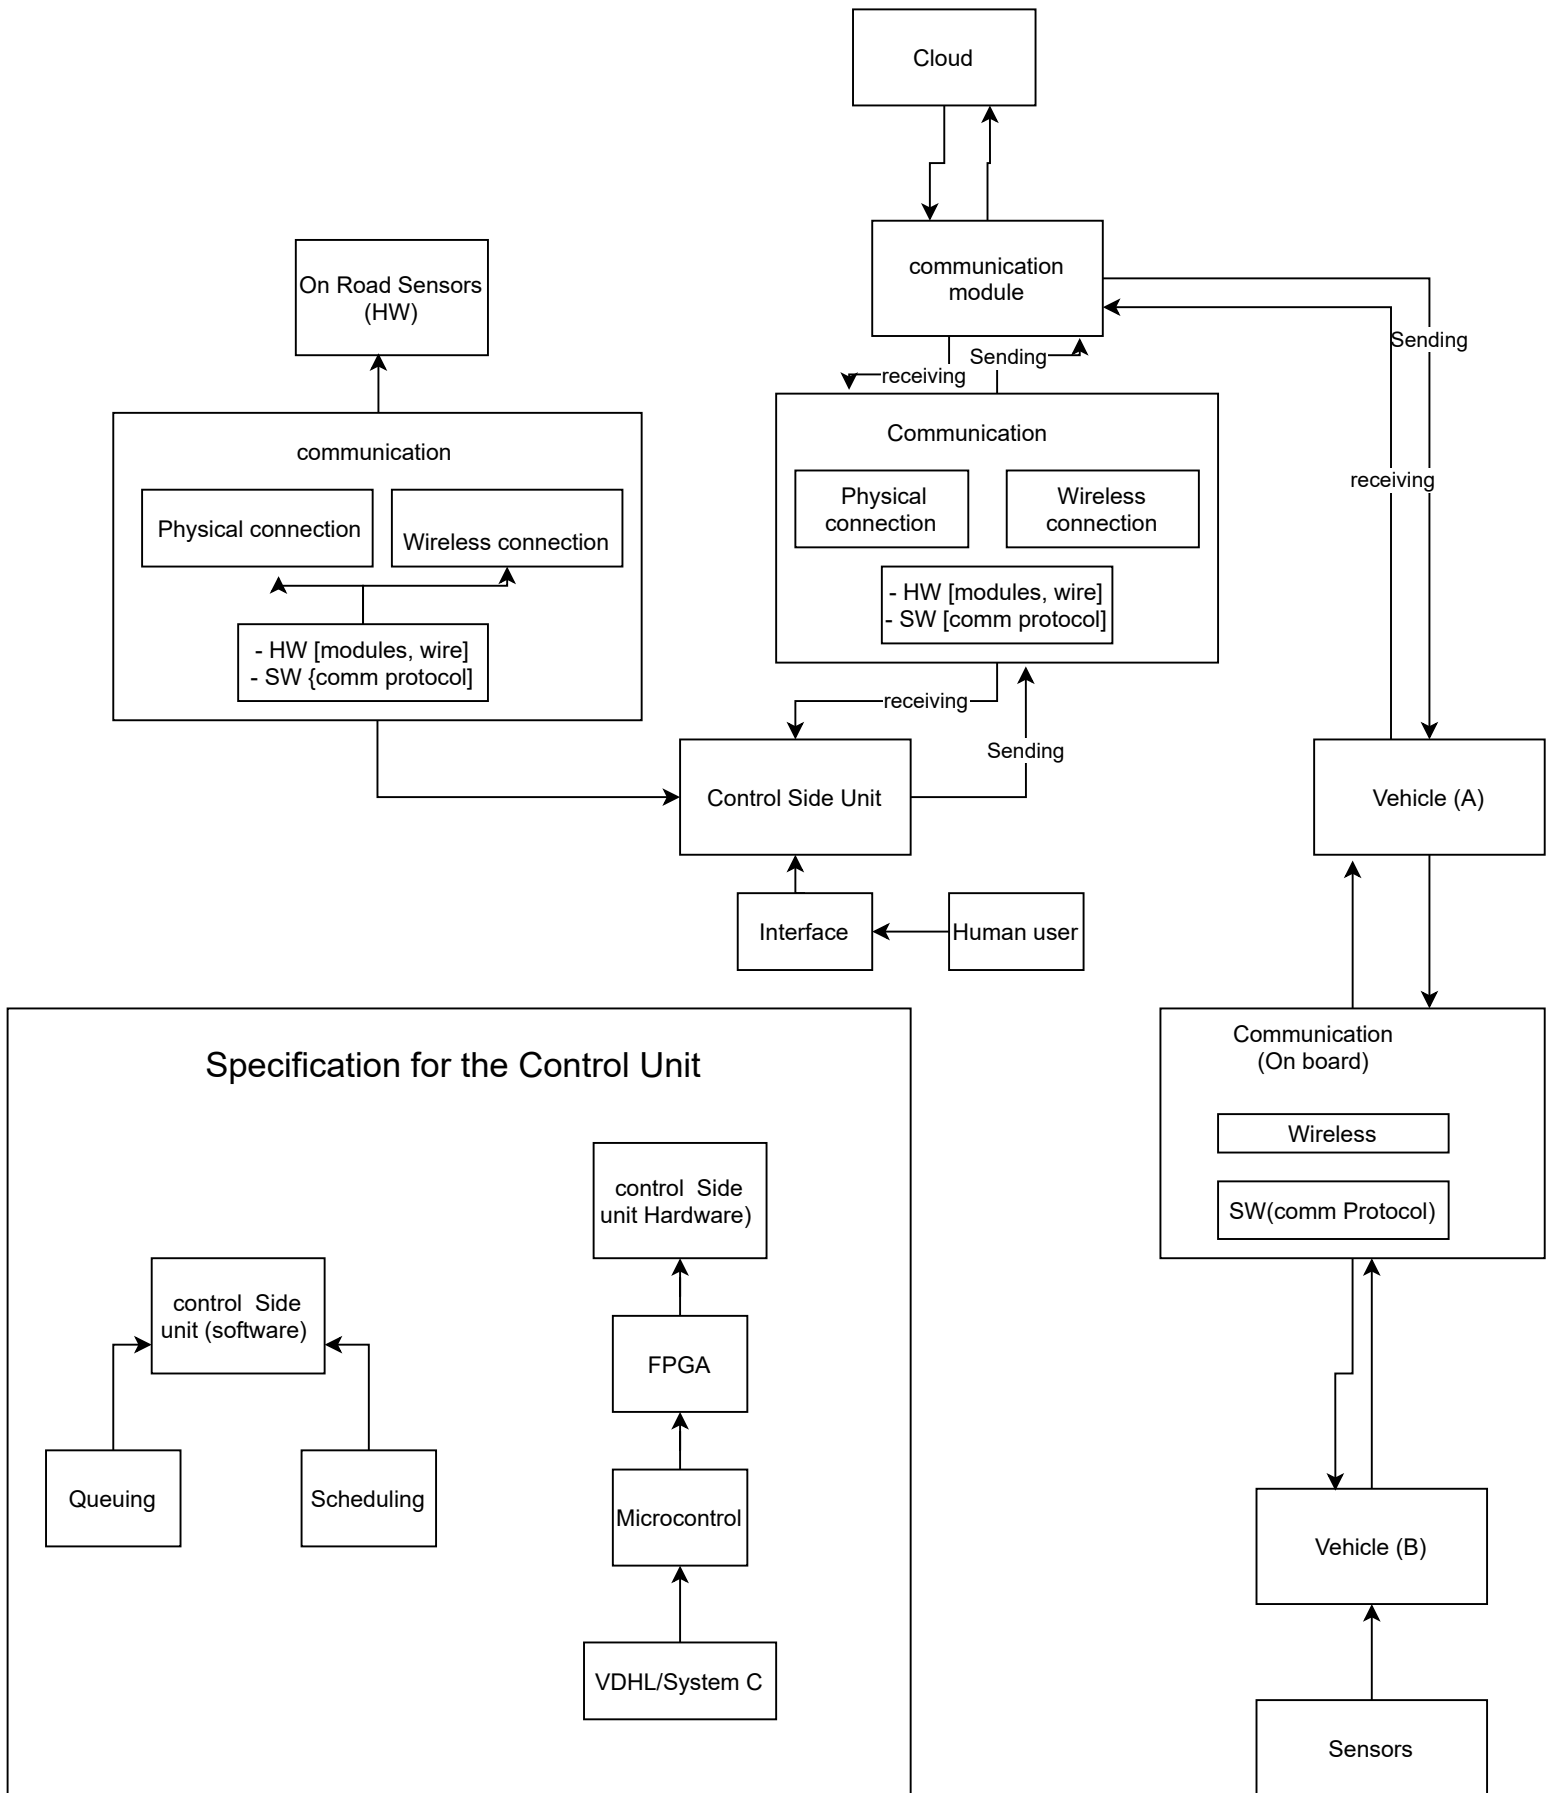 Cloud
communication
module
On Road Sensors
(HW)
Sending
Sending
receiving
communication
Communication
Physical connection
Wireless connection
Physical
connection
Wireless
connection
receiving
- HW [modules, wire]
- SW {comm protocol]
- HW [modules, wire]
- SW [comm protocol]
receiving
Sending
Control Side Unit
Vehicle (A)
Interface
Human user
Communication
(On board)
Wireless
SW(comm Protocol)
Specification for the Control Unit
control  Side
unit Hardware)
control  Side
unit (software)
FPGA
Queuing
Scheduling
Microcontrol
VDHL/System C
Vehicle (B)
Sensors